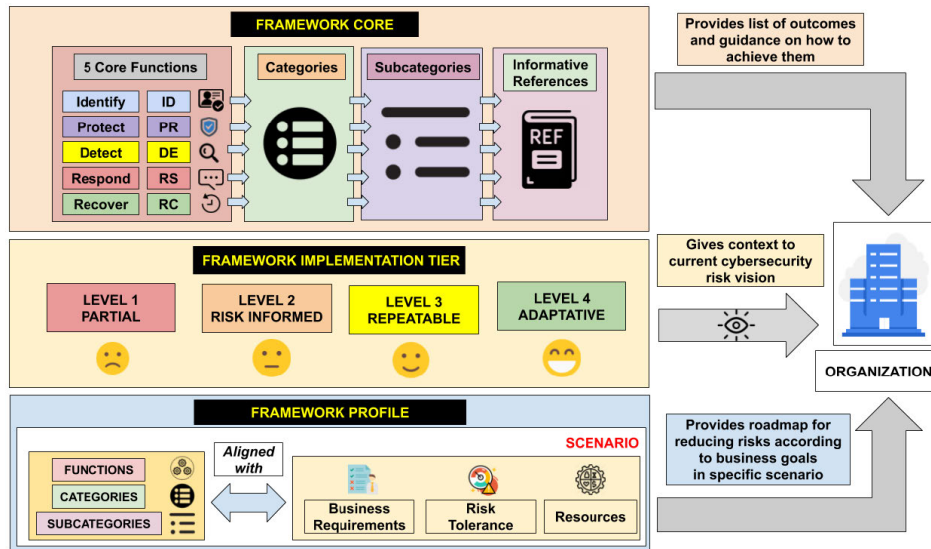 FRAMEWORK CORE
5 Core Functions
Identify ID
Protect PR
Detect DE
Respond RS
Recover RC
Categories
Subcategories
Informative
References
REF
Provides list of outcomes
and guidance on how to
achieve them
FRAMEWORK IMPLEMENTATION TIER
LEVEL 1
PARTIAL
LEVEL 2
RISK INFORMED
LEVEL 3
REPEATABLE
LEVEL 4
ADAPTATIVE
Gives context to
current cybersecurity
risk vision
ORGANIZATION
FRAMEWORK PROFILE
FUNCTIONS
CATEGORIES
SUBCATEGORIES
Aligned
with
SCENARIO
Business
Requirements
Risk
Tolerance
Resources
Provides roadmap for
reducing risks according
to business goals
in specific scenario